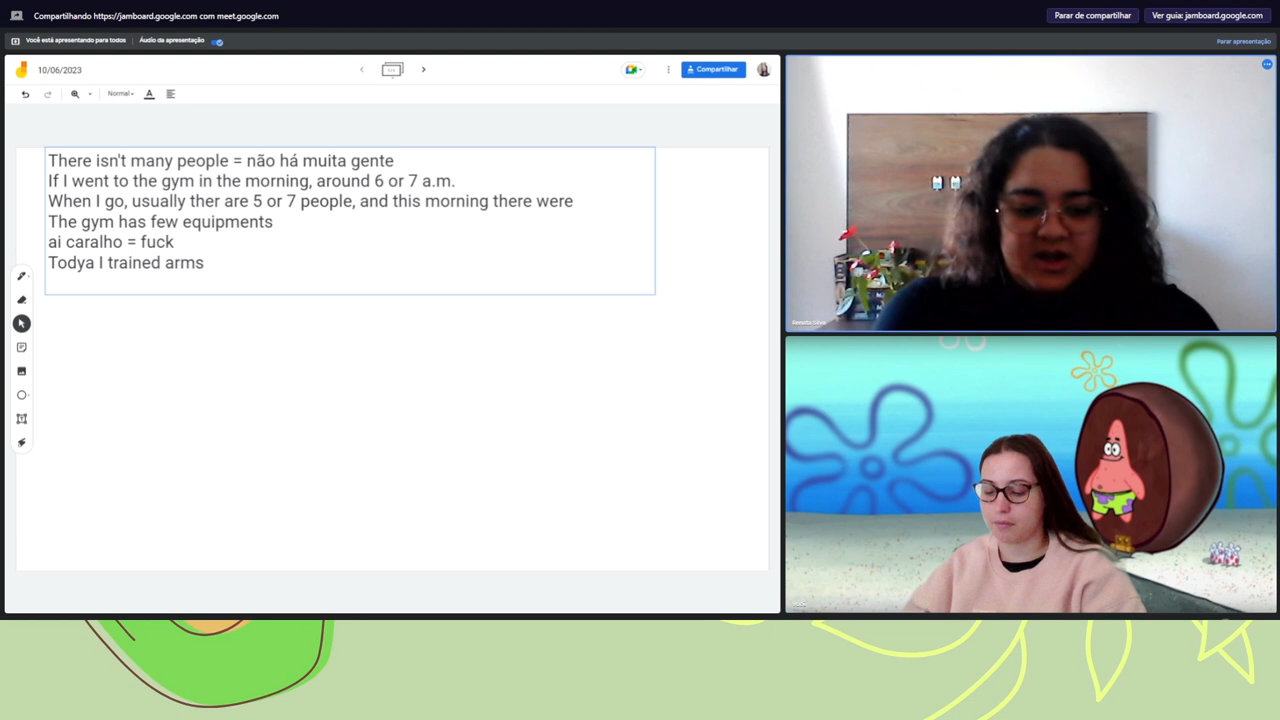 Compartilhando https://jamboard.google.com com meet.google.com
Parar de compartilhar
Ver guia: jamboard.google.com
Você está apresentando para todos
Áudio da apresentação
Parar apresentação
10/06/2023
Compartilhar
Normal
There isn't many people = não há muita gente
If I went to the gym in the morning, around 6 or 7 a.m.
When I go, usually ther are 5 or 7 people, and this morning there were
The gym has few equipments
ai caralho = fuck
Todya I trained arms
Renata Silva